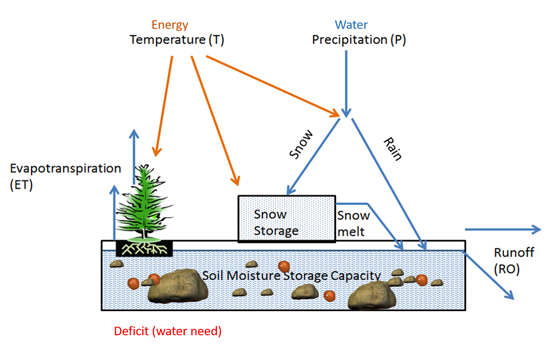 Energy
Temperature (T)
Water
Precipitation (P)
Snow
Rain
Evapotranspiration
(ET)
Snow
Storage
Snow
melt
Runoff
(RO)
Soil Moisture Storage Capacity
Deficit (water need)